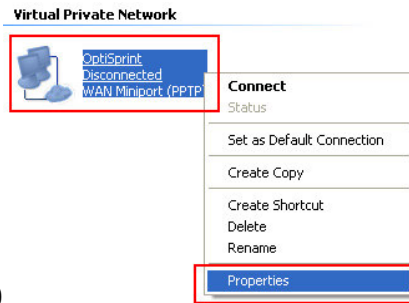 Virtual Private Network
OptiSprint
Disconnected
WAN Miniport (PPTP)
Connect
Status
Set as Default Connection
Create Copy
Create Shortcut
Delete
Rename
Properties
)